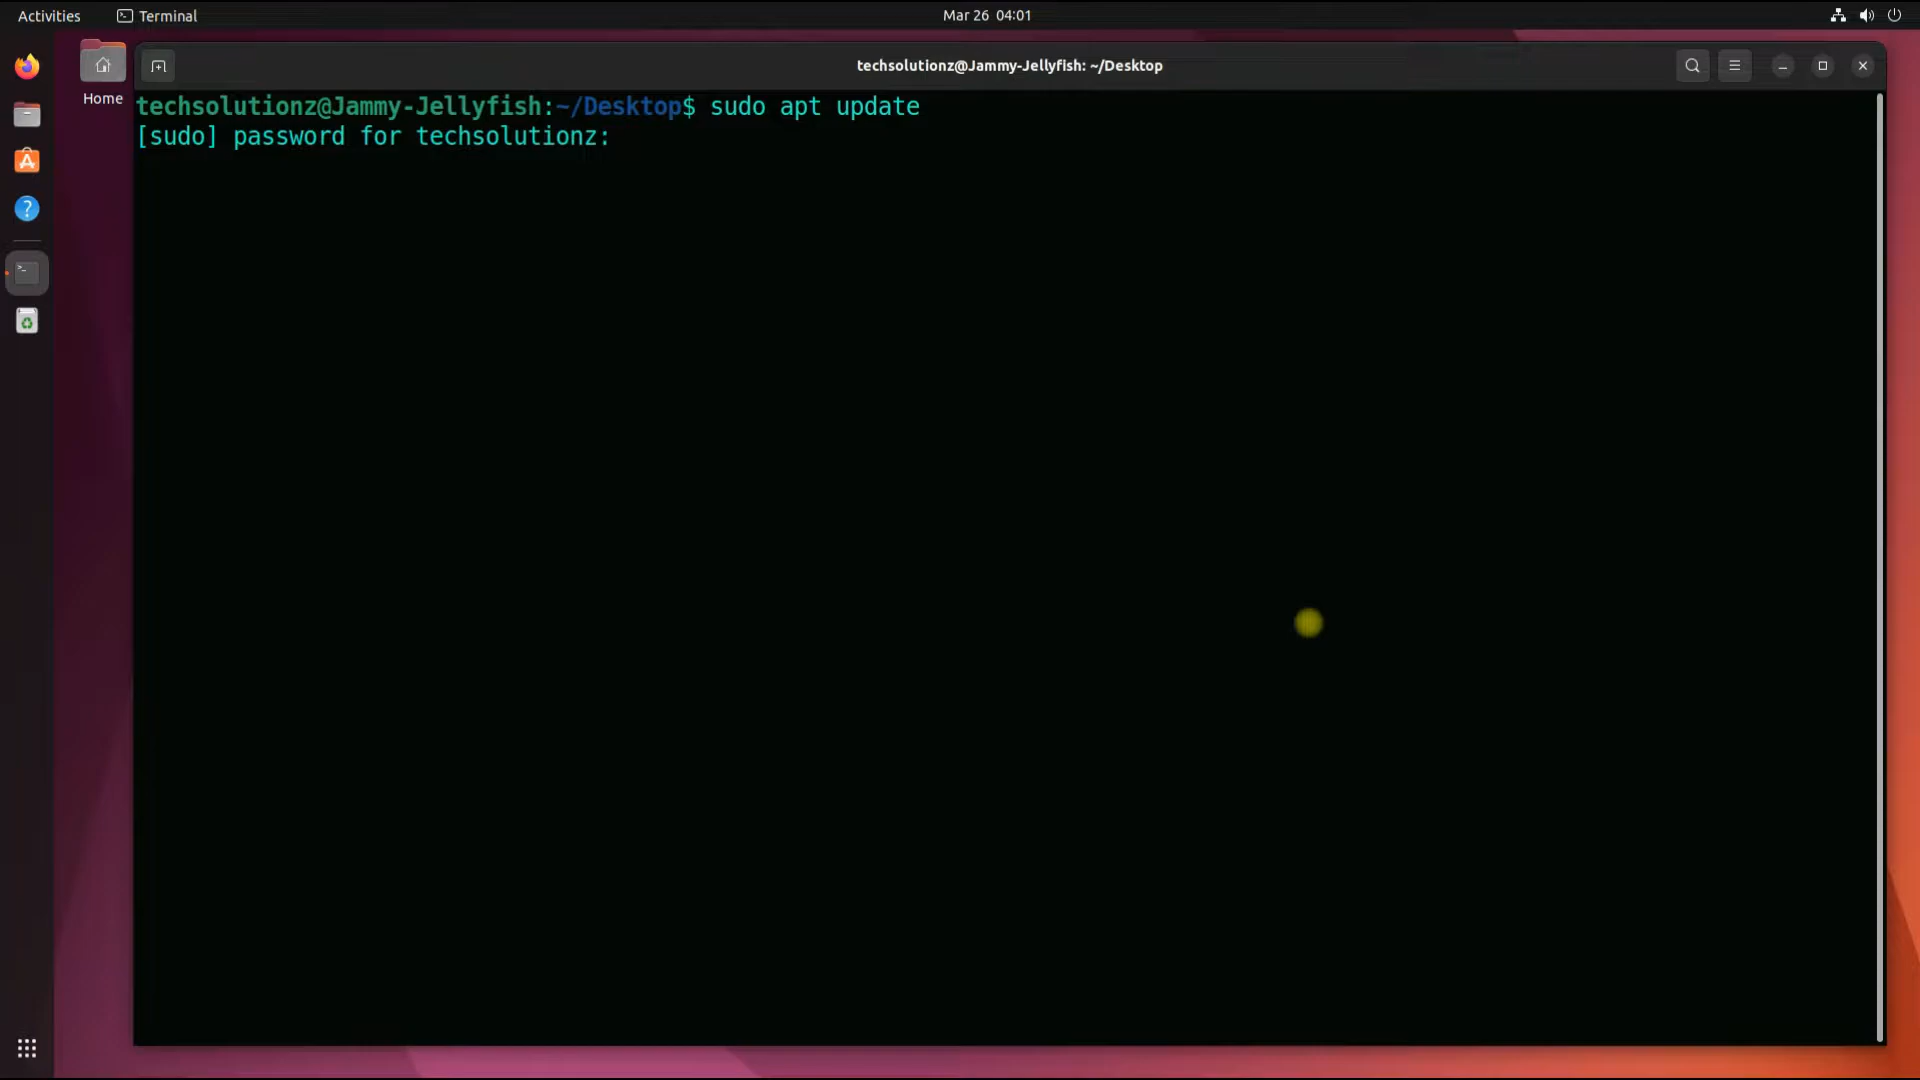 Activities
Terminal
Mar 26 04:01
techsolutionz@Jammy-Jellyfish: ~/Desktop
Home
techsolutionz@Jammy-Jellyfish:~/Desktop$ sudo apt update
[sudo] password for techsolutionz: